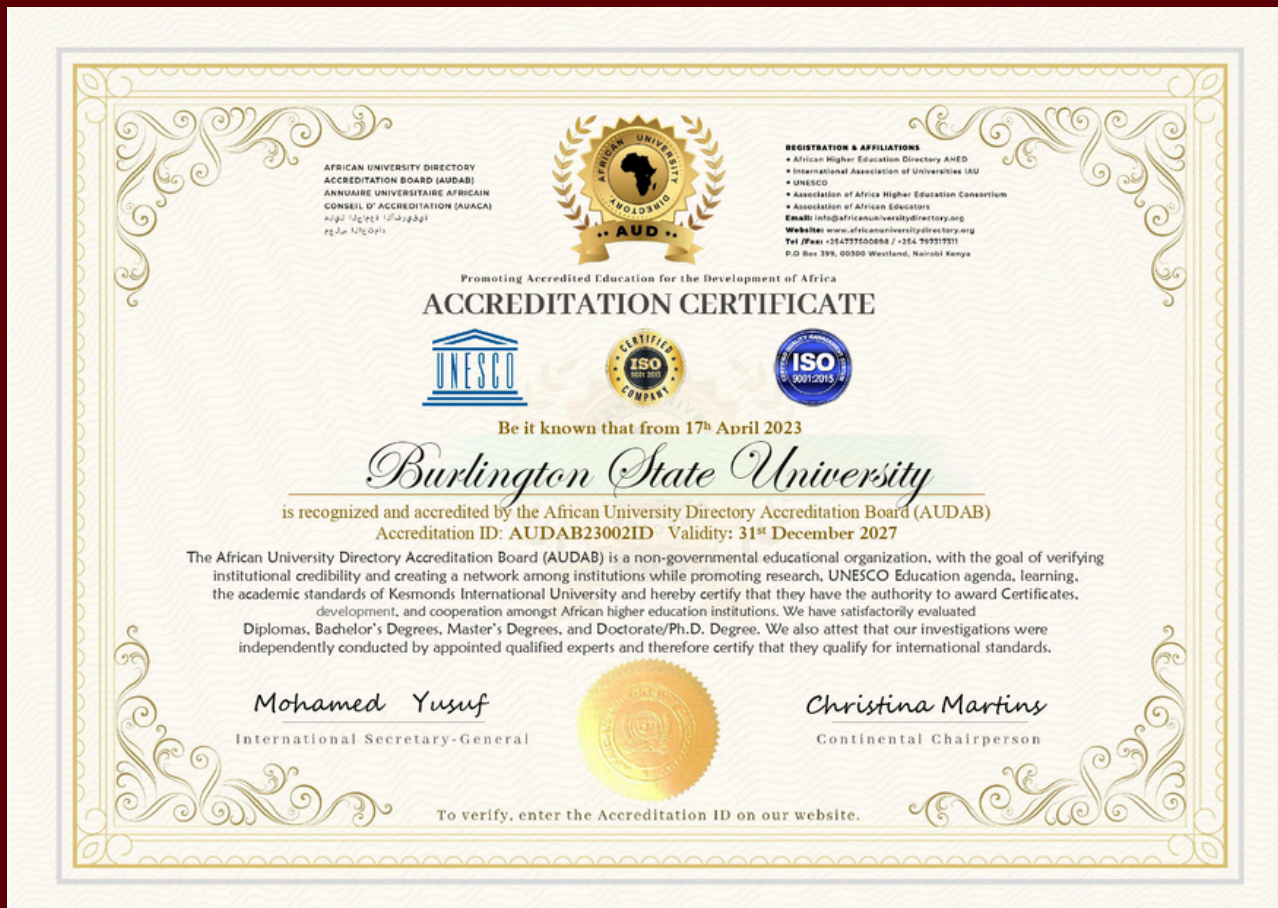 AFRICAN UNIVERSITY DIRECTORY
ACCREDITATION BOARD (AUDAB)
ANNUAIRE UNIVERSITAIRE AFRICAIN
CONSEIL D' ACCREDITATION (AUACA)
AFRICAN UNIVERSITY DIRECTORY
AUD
REGISTRATION & AFFILIATIONS
• African Higher Education Directory AHED
• International Association of Universities IAU
• UNESCO
• Association of Africa Higher Education Consortium
• Association of African Educators
Email: info@africanuniversitydirectory.org
Website: www.africanuniversitydirectory.org
Tel /Fax: +254737500898 / +254 797317311
P.O Box 399, 00300 Westland, Nairobi Kenya
Promoting Accredited Education for the Development of Africa
ACCREDITATION CERTIFICATE
UNESCO
CERTIFIED
ISO
9001 2015
COMPANY
ISO
9001:2015
Be it known that from 17h April 2023
Burlington State University
is recognized and accredited by the African University Directory Accreditation Board (AUDAB)
Accreditation ID: AUDAB23002ID Validity: 31st December 2027
The African University Directory Accreditation Board (AUDAB) is a non-governmental educational organization, with the goal of verifying
institutional credibility and creating a network among institutions while promoting research, UNESCO Education agenda, learning,
the academic standards of Kesmonds International University and hereby certify that they have the authority to award Certificates,
development, and cooperation amongst African higher education institutions. We have satisfactorily evaluated
Diplomas, Bachelor's Degrees, Master's Degrees, and Doctorate/Ph.D. Degree. We also attest that our investigations were
independently conducted by appointed qualified experts and therefore certify that they qualify for international standards.
Mohamed Yusuf
International Secretary-General
Christina Martins
Continental Chairperson
To verify, enter the Accreditation ID on our website.